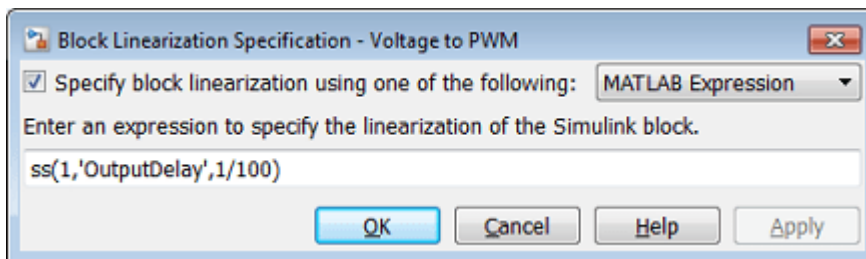 Block Linearization Specification - Voltage to PWM
Specify block linearization using one of the following: MATLAB Expression
Enter an expression to specify the linearization of the Simulink block.
ss(1,'OutputDelay',1/100)
OK Cancel Help Apply